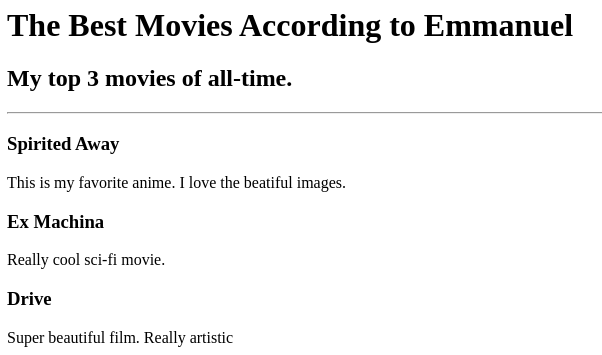 The Best Movies According to Emmanuel
My top 3 movies of all-time.
Spirited Away
This is my favorite anime. I love the beatiful images.
Ex Machina
Really cool sci-fi movie.
Drive
Super beautiful film. Really artistic